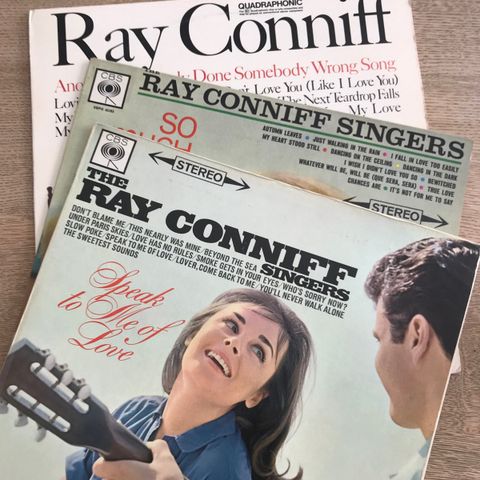 QUADRAPHONIC
Ray Conniff
Done Somebody Wrong Song
Love You (Like I Love You)
The Next Teardrop Falls
My Love
CBS
THE
RAY CONNIFF SINGERS
SO
STEREO
AUTUMN LEAVES • JUST WALKING IN THE RAIN • I FALL IN LOVE TOO EASILY
MY HEART STOOD STILL • DANCING ON THE CEILING • DANCING IN THE DARK
I WISH I DIDN'T LOVE YOU SO • BEWITCHED
WHATEVER WILL BE, WILL BE (QUE SERA, SERA) • TRUE LOVE
CHANCES ARE • IT'S NOT FOR ME TO SAY
STEREO
CBS
THE
RAY CONNIFF
SINGERS
DON'T BLAME ME/THIS NEARLY WAS MINE/BEYOND THE SEA
UNDER PARIS SKIES/LOVE HAS NO RULES/SMOKE GETS IN YOUR EYES/WHO'S SORRY NOW?
SLOW POKE/SPEAK TO ME OF LOVE/LOVER, COME BACK TO ME/YOU'LL NEVER WALK ALONE
THE SWEETEST SOUNDS
Speak
Me of
to Love